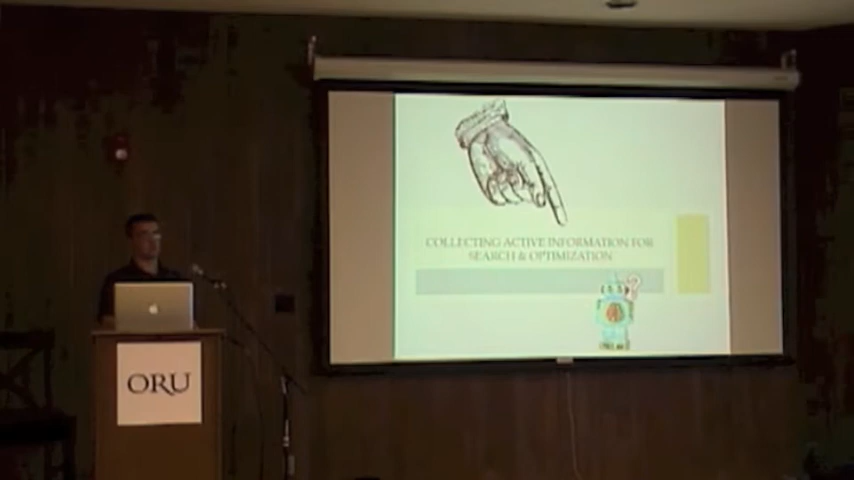 COLLECTING ACTIVE INFORMATION FOR
SEARCH & OPTIMIZATION
ORU